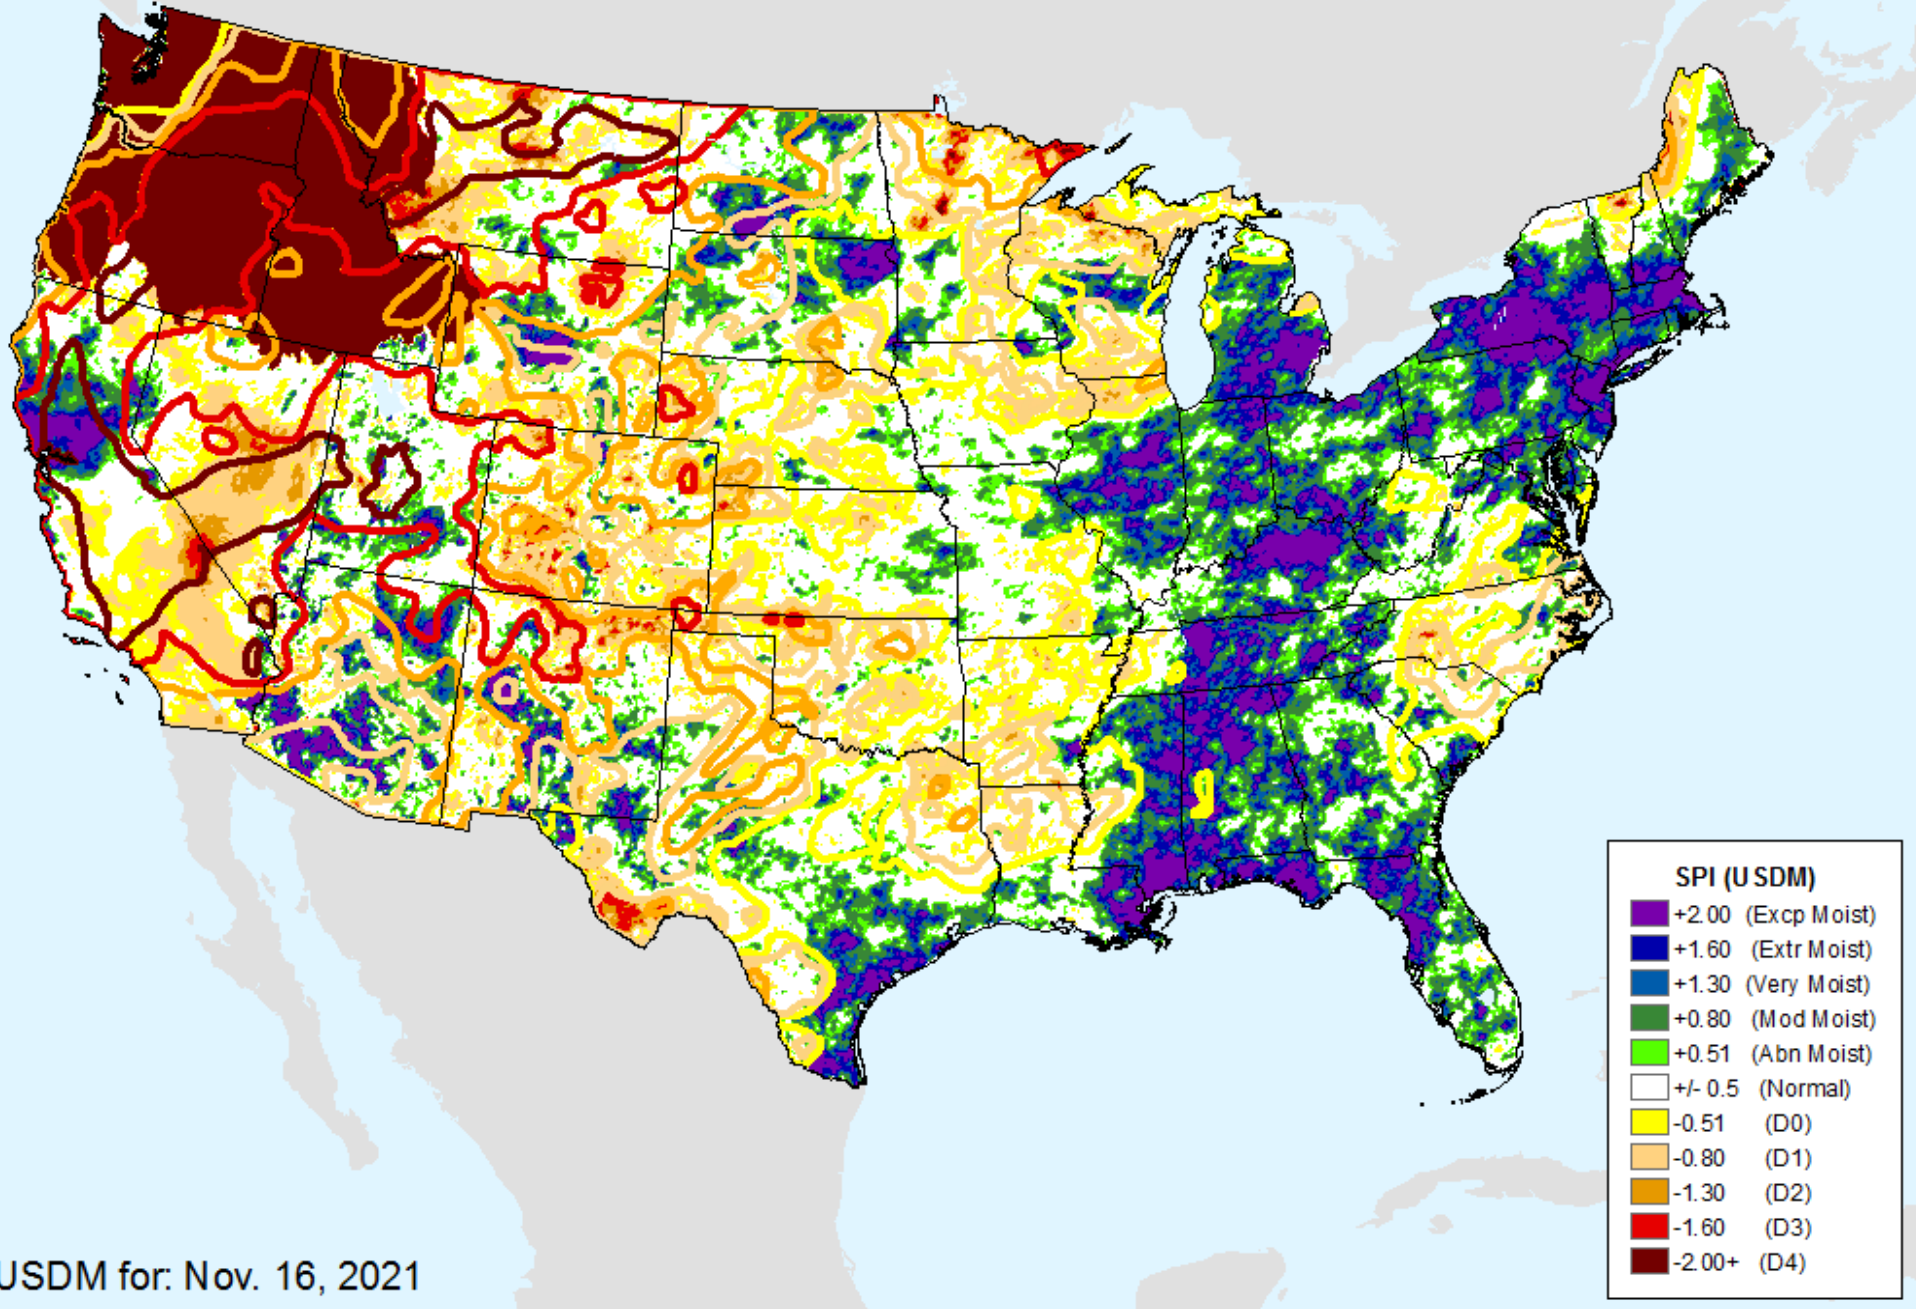 SPI (USDM)
+2.00 (Excp Moist)
+1.60 (Extr Moist)
+1.30 (Very Moist)
+0.80 (Mod Moist)
+0.51 (Abn Moist)
+/- 0.5 (Normal)
-0.51 (D0)
-0.80 (D1)
-1.30 (D2)
-1.60 (D3)
-2.00+ (D4)
USDM for: Nov. 16, 2021